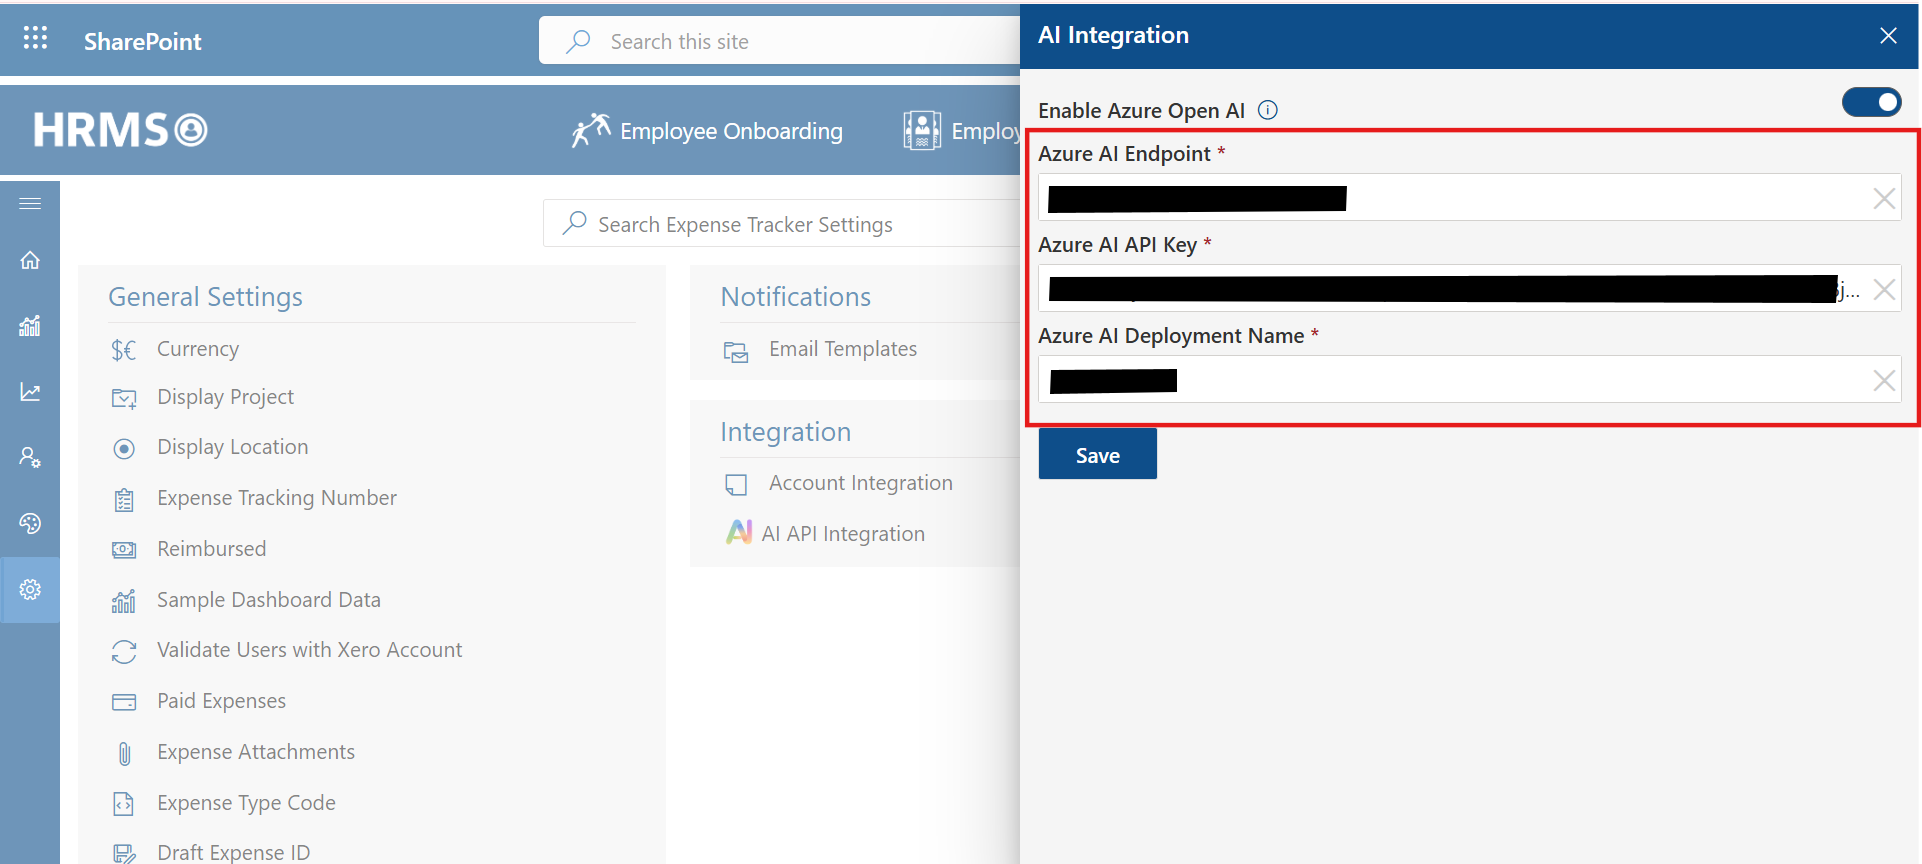 SharePoint
Search this site
HRMS
Employee Onboarding
Search Expense Tracker Settings
General Settings
Currency
Display Project
Display Location
Expense Tracking Number
Reimbursed
Sample Dashboard Data
Validate Users with Xero Account
Paid Expenses
Expense Attachments
Expense Type Code
Draft Expense ID
Notifications
Email Templates
Integration
Account Integration
AI API Integration
AI Integration
Enable Azure Open AI
Azure AI Endpoint *
Azure AI API Key *
j...
Azure AI Deployment Name *
Save